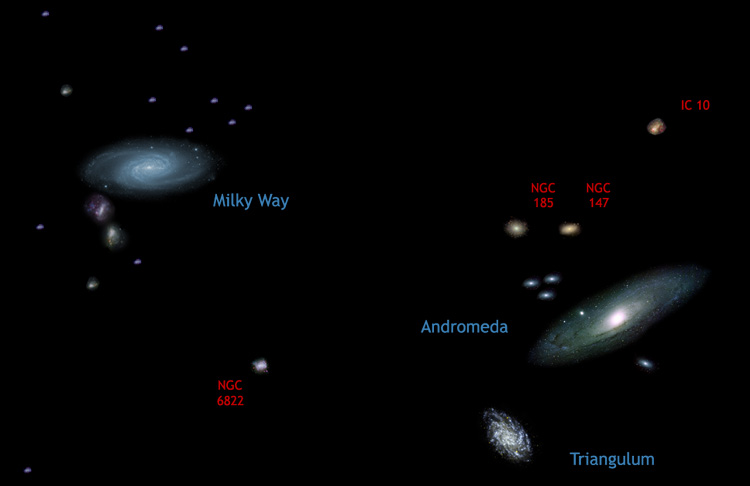 IC 10
NGC
185
NGC
147
Milky Way
Andromeda
NGC
6822
Triangulum